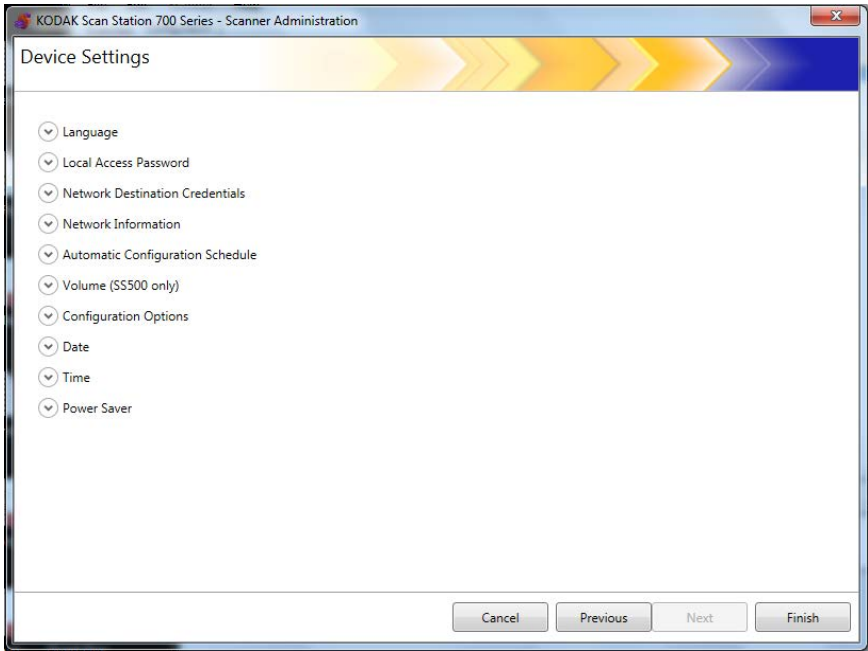 KODAK Scan Station 700 Series - Scanner Administration
Device Settings
Language
Local Access Password
Network Destination Credentials
Network Information
Automatic Configuration Schedule
Volume (SS500 only)
Configuration Options
Date
Time
Power Saver
Cancel Previous Next Finish